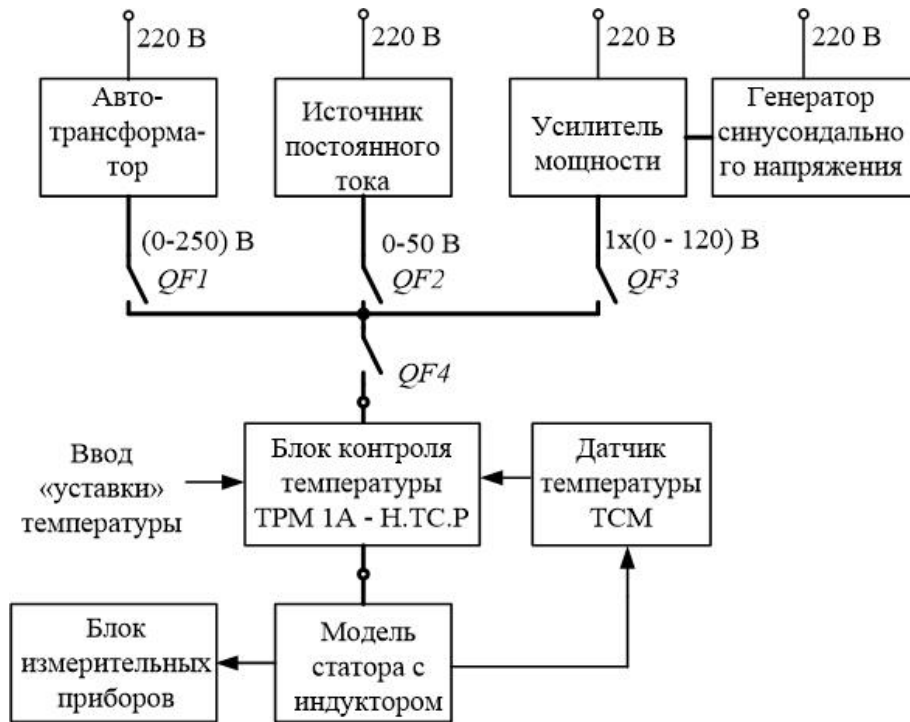 220 В
220 В
220 В
220 В
Авто-
трансформа-
тор
Источник
постоянного
тока
Усилитель
мощности
Генератор
синусоидально
го напряжения
(0-250) В
0-50 В
1х(0 - 120) В
QF1
QF2
QF3
QF4
Ввод
«уставки»
температуры
Блок контроля
температуры
ТРМ 1А - Н.ТС.Р
Датчик
температуры
ТСМ
Блок
измерительных
приборов
Модель
статора с
индуктором